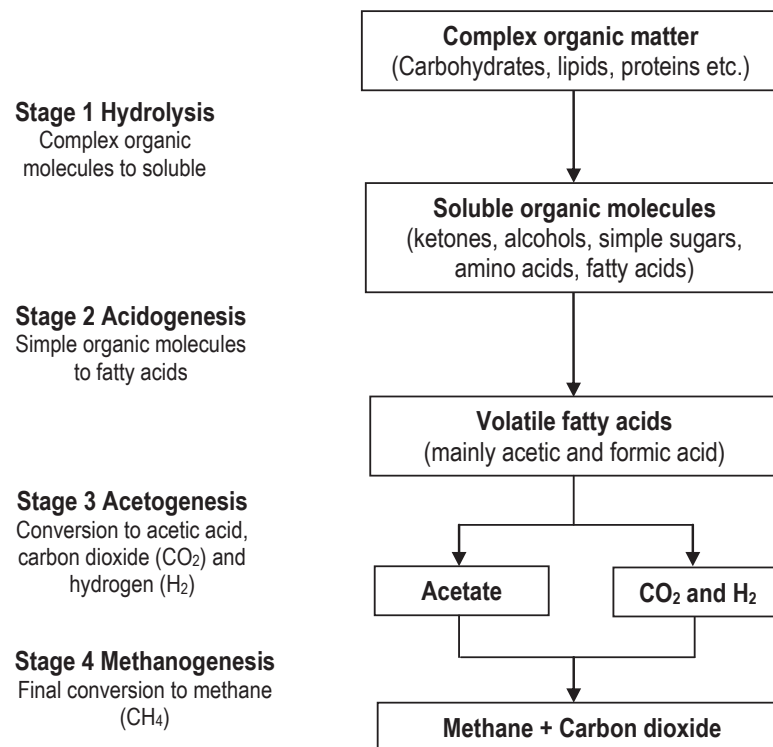 Complex organic matter
(Carbohydrates, lipids, proteins etc.)
Stage 1 Hydrolysis
Complex organic
molecules to soluble
Soluble organic molecules
(ketones, alcohols, simple sugars,
amino acids, fatty acids)
Stage 2 Acidogenesis
Simple organic molecules
to fatty acids
Volatile fatty acids
(mainly acetic and formic acid)
Stage 3 Acetogenesis
Conversion to acetic acid,
carbon dioxide (CO₂) and
hydrogen (H₂)
Acetate
CO₂ and H₂
Stage 4 Methanogenesis
Final conversion to methane
(CH₄)
Methane + Carbon dioxide